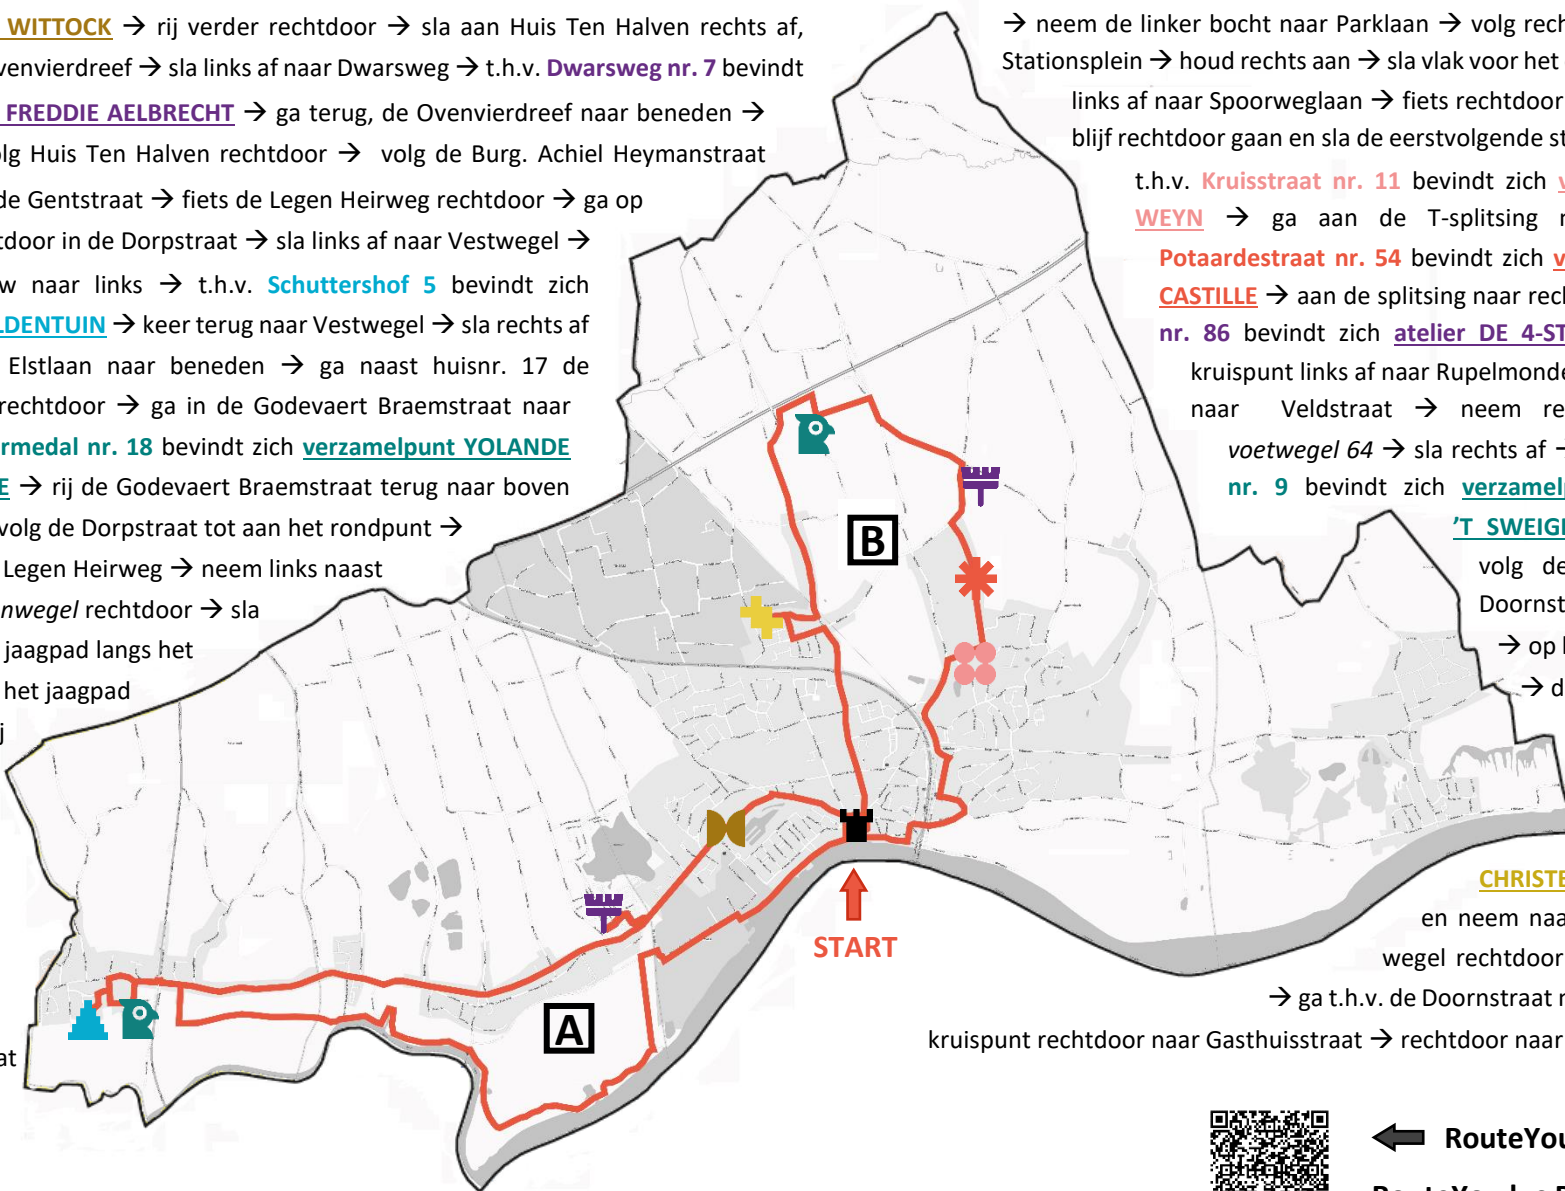 WITTOCK → rij verder rechtdoor → sla aan Huis Ten Halven rechts af,
venvierdreef → sla links af naar Dwarsweg → t.h.v. Dwarsweg nr. 7 bevindt
FREDDIE AELBRECHT → ga terug, de Ovenvierdreef naar beneden →
lg Huis Ten Halven rechtdoor → volg de Burg. Achiel Heymanstraat
de Gentstraat → fiets de Legen Heirweg rechtdoor → ga op
tdoor in de Dorpstraat → sla links af naar Vestwegel →
w naar links → t.h.v. Schuttershof 5 bevindt zich
LDENTUIN → keer terug naar Vestwegel → sla rechts af
Elstlaan naar beneden → ga naast huisnr. 17 de
rechtdoor → ga in de Godevaert Braemstraat naar
rmedal nr. 18 bevindt zich verzamelpunt YOLANDE
E → rij de Godevaert Braemstraat terug naar boven
volg de Dorpstraat tot aan het rondpunt →
Legen Heirweg → neem links naast
nwegel rechtdoor → sla
jaagpad langs het
het jaagpad
j
at
→ neem de linker bocht naar Parklaan → volg rech
Stationsplein → houd rechts aan → sla vlak voor het
links af naar Spoorweglaan → fiets rechtdoor
blijf rechtdoor gaan en sla de eerstvolgende st
t.h.v. Kruisstraat nr. 11 bevindt zich v
WEYN → ga aan de T-splitsing n
Potaardestraat nr. 54 bevindt zich v
CASTILLE → aan de splitsing naar rech
nr. 86 bevindt zich atelier DE 4-ST
kruispunt links af naar Rupelmonde
naar Veldstraat → neem re
voetwegel 64 → sla rechts af →
nr. 9 bevindt zich verzamelp
'T SWEIG
volg de
Doornst
→ op
→ d
CHRISTE
en neem naa
wegel rechtdoor
→ ga t.h.v. de Doornstraat n
kruispunt rechtdoor naar Gasthuisstraat → rechtdoor naar
B
A
START
RouteYou